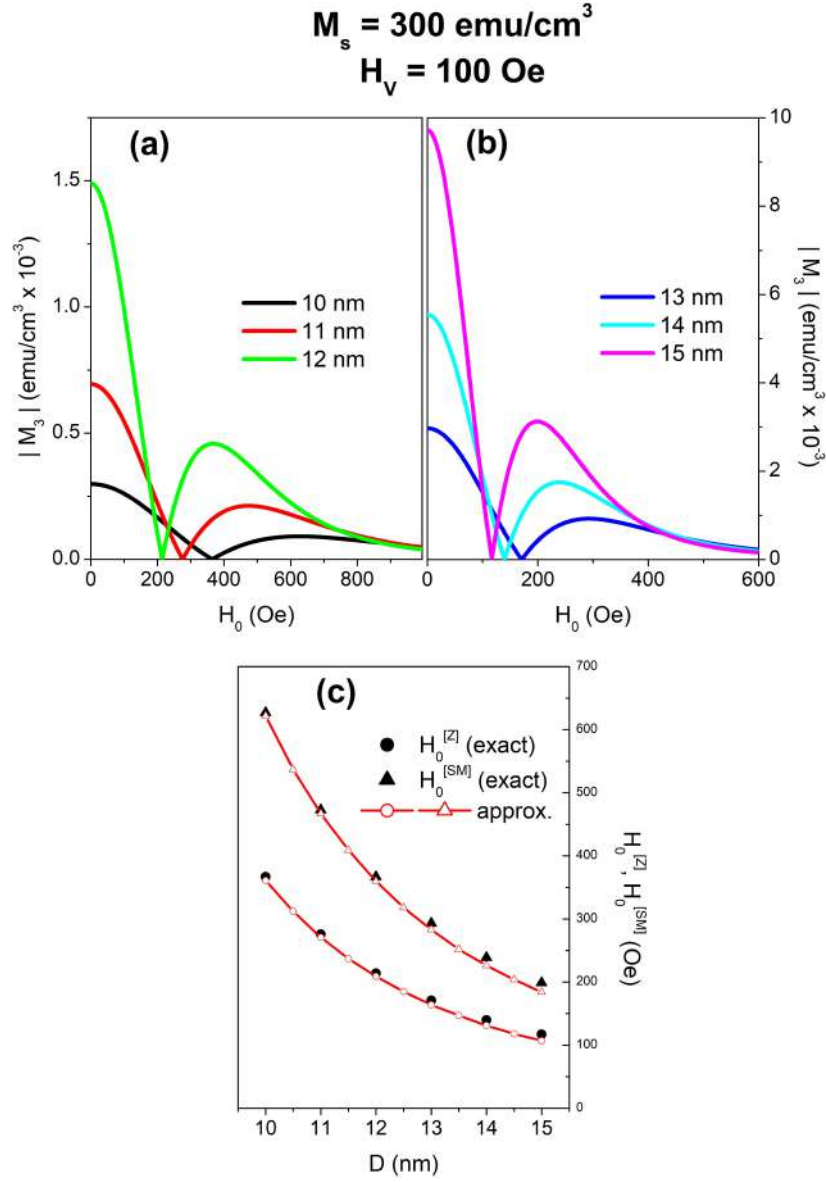 M_s = 300 emu/cm^3
H_V = 100 Oe
(a)
1.5
1.0
0.5
0.0
| M_3 | (emu/cm^3 x 10^-3)
10 nm
11 nm
12 nm
0 200 400 600 800
H_0 (Oe)
(b)
10
8
6
4
2
0
| M_3 | (emu/cm^3 x 10^-3)
13 nm
14 nm
15 nm
0 200 400 600
H_0 (Oe)
(c)
H_0^[Z] (exact)
H_0^[SM] (exact)
approx.
700
600
500
400
300
200
100
0
H_0^[Z], H_0^[SM] (Oe)
10 11 12 13 14 15
D (nm)